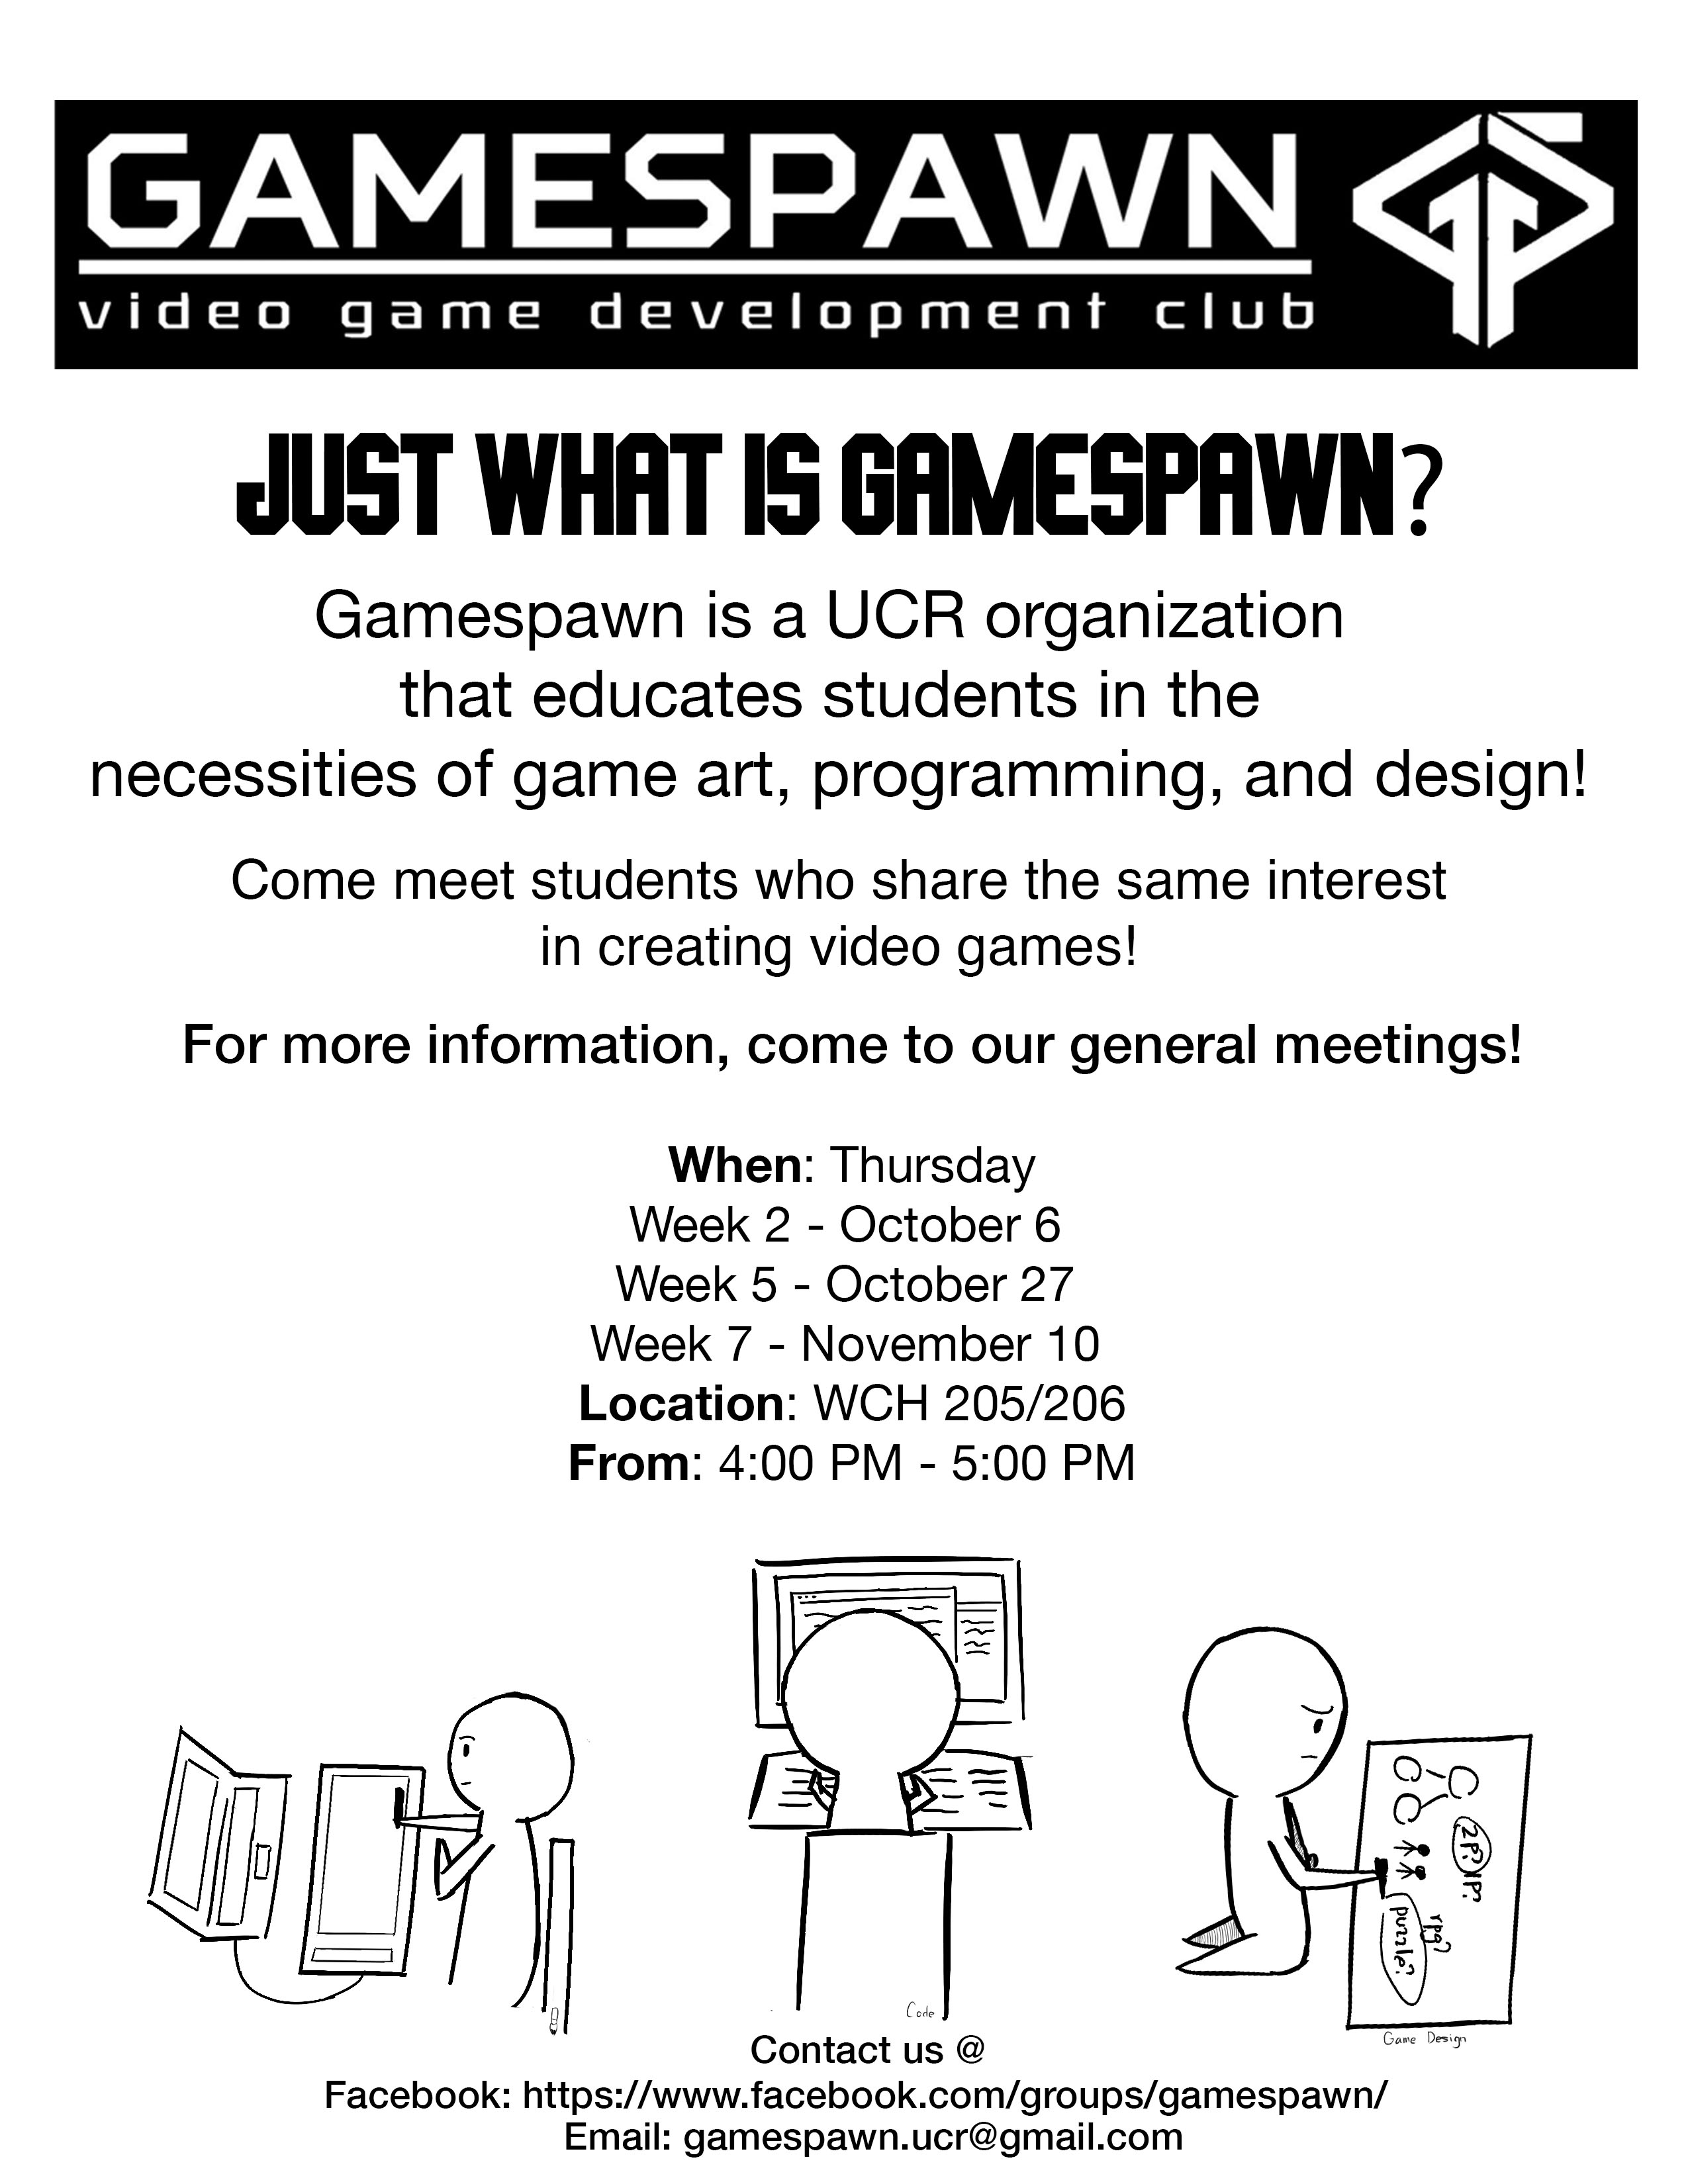 GAMESPAWN
video game development club
JUST WHAT IS GAMESPAWN?
Gamespawn is a UCR organization
that educates students in the
necessities of game art, programming, and design!
Come meet students who share the same interest
in creating video games!
For more information, come to our general meetings!
When: Thursday
Week 2 - October 6
Week 5 - October 27
Week 7 - November 10
Location: WCH 205/206
From: 4:00 PM - 5:00 PM
2P? 1P?
rpg?
puzzle?
Code
Game Design
Contact us @
Facebook: https://www.facebook.com/groups/gamespawn/
Email: gamespawn.ucr@gmail.com